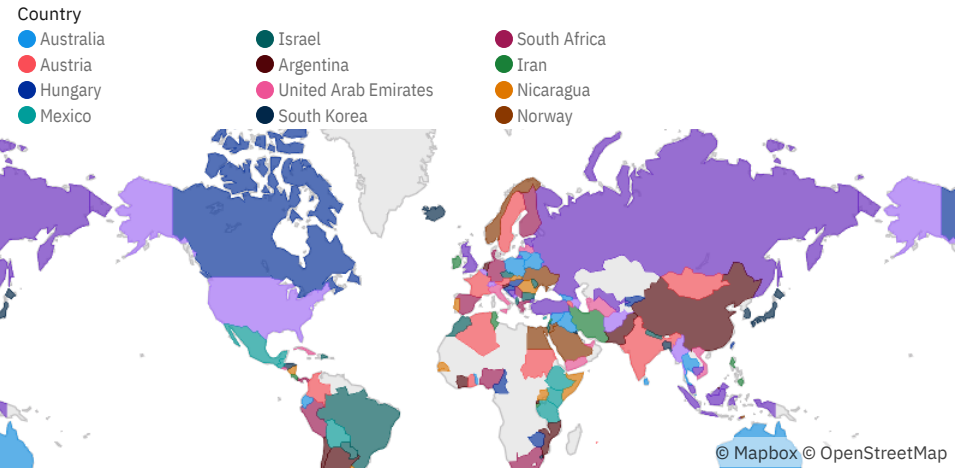 Country
Australia
Austria
Hungary
Mexico
Israel
Argentina
United Arab Emirates
South Korea
South Africa
Iran
Nicaragua
Norway
© Mapbox © OpenStreetMap